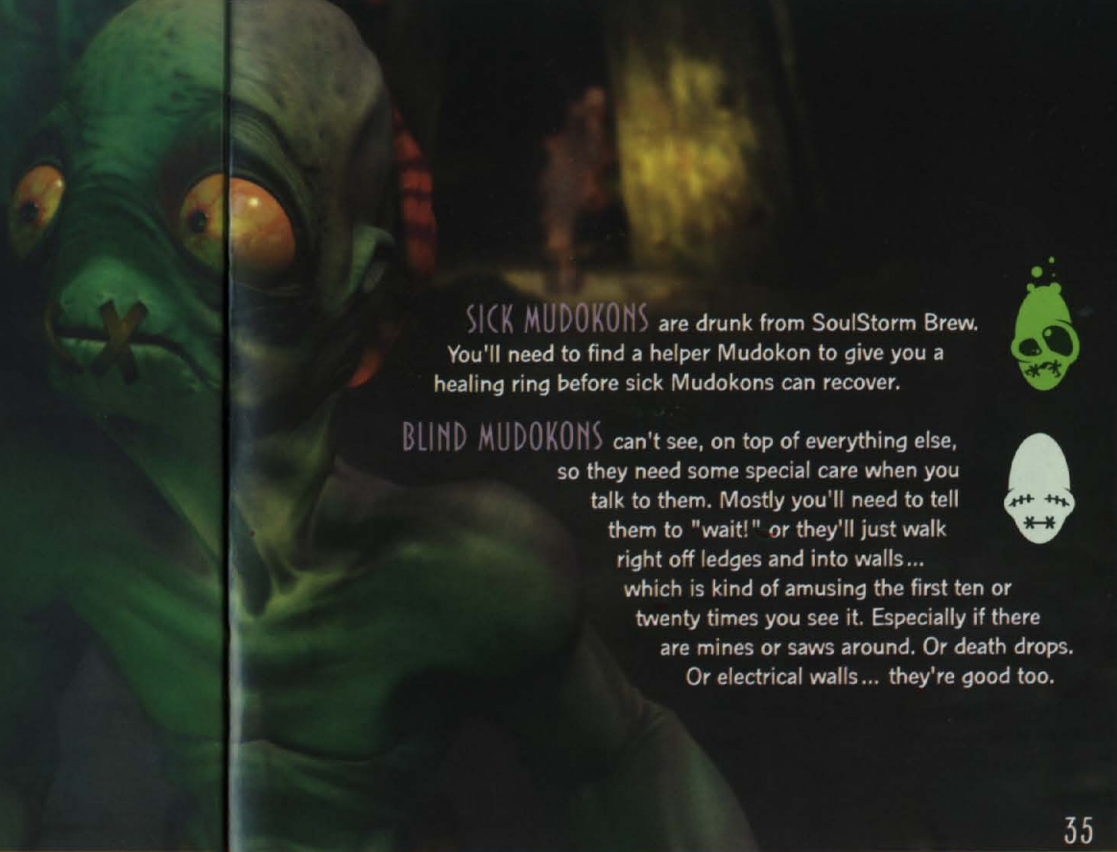 SICK MUDOKONS are drunk from SoulStorm Brew.
You'll need to find a helper Mudokon to give you a
healing ring before sick Mudokons can recover.
BLIND MUDOKONS can't see, on top of everything else,
so they need some special care when you
talk to them. Mostly you'll need to tell
them to "wait!" or they'll just walk
right off ledges and into walls...
which is kind of amusing the first ten or
twenty times you see it. Especially if there
are mines or saws around. Or death drops.
Or electrical walls... they're good too.
35